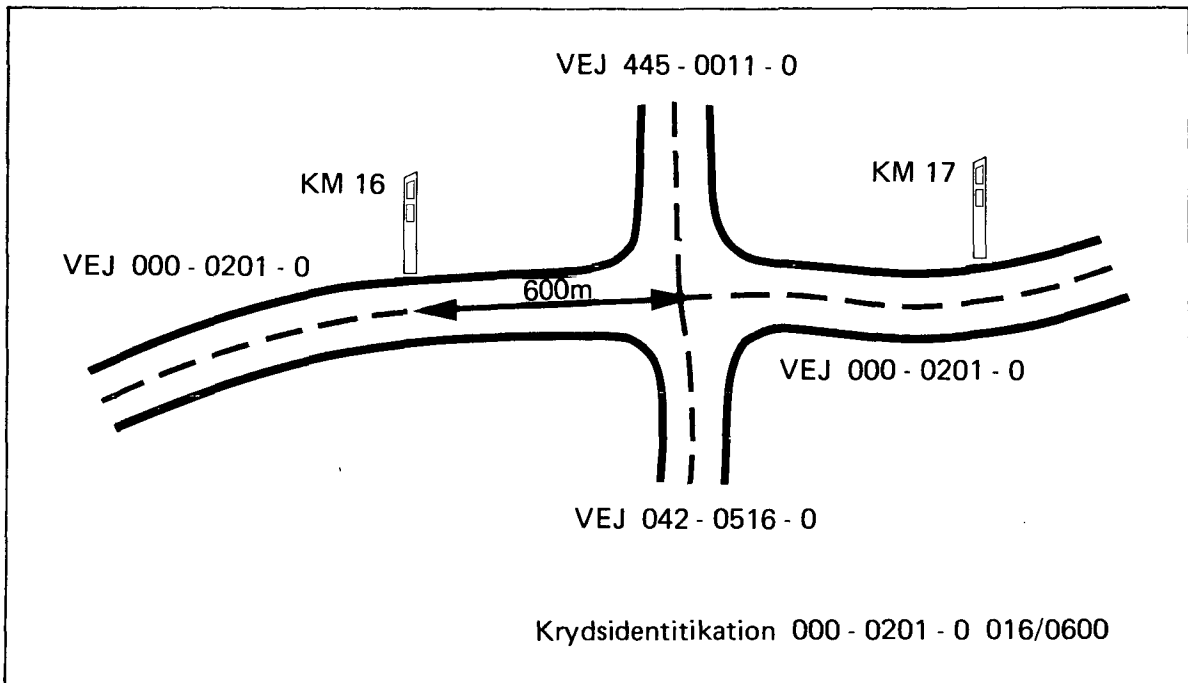 VEJ 445 - 0011 - 0
KM 16
KM 17
VEJ 000 - 0201 - 0
600m
VEJ 000 - 0201 - 0
VEJ 042 - 0516 - 0
Krydsidentitikation 000 - 0201 - 0 016/0600